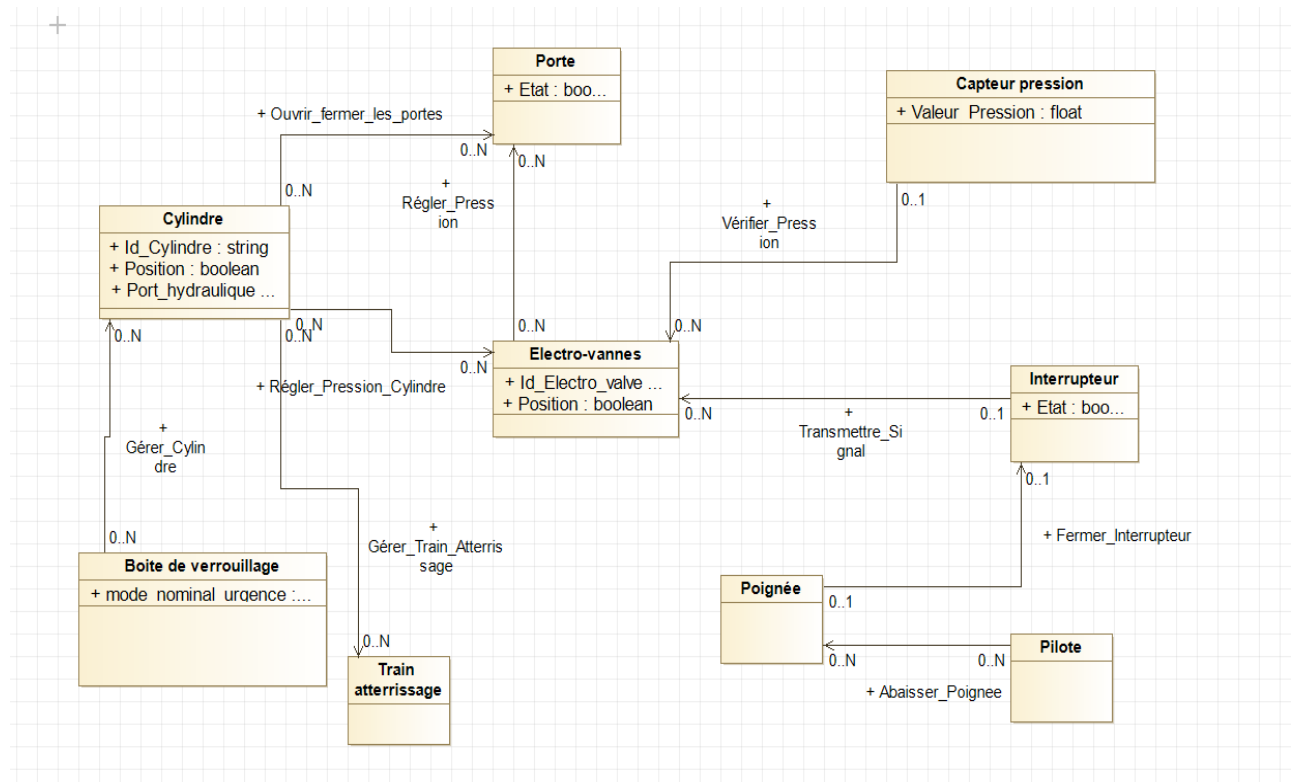 Porte
+ Etat : boo...
Capteur pression
+ Valeur_Pression : float
+ Ouvrir_fermer_les_portes
0..N
0..N
0..N
+
Régler_Press
ion
0..1
+
Vérifier_Press
ion
Cylindre
+ Id_Cylindre : string
+ Position : boolean
+ Port_hydraulique ...
0..N
0..N
0..N
0..N
0..N
0..N
Electro-vannes
+ Id_Electro_valve ...
+ Position : boolean
+ Régler_Pression_Cylindre
Interrupteur
+ Etat : boo...
0..N
0..1
+
Transmettre_Si
gnal
+
Gérer_Cylin
dre
0..1
0..N
+
Gérer_Train_Atterris
sage
+ Fermer_Interrupteur
Boite de verrouillage
+ mode_nominal_urgence :...
Poignée
0..1
0..N
Train
atterrissage
Pilote
0..N
0..N
+ Abaisser_Poignee